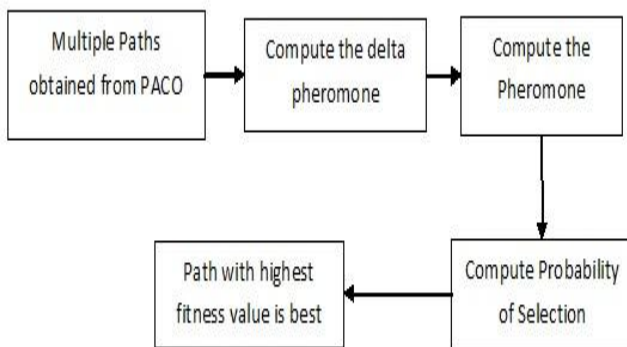 Multiple Paths
obtained from PACO
Compute the delta
pheromone
Compute the
Pheromone
Compute Probability
of Selection
Path with highest
fitness value is best